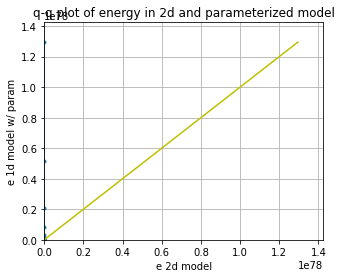 q-q plot of energy in 2d and parameterized model
1e78
1.4
1.2
1.0
0.8
0.6
0.4
0.2
0.0
e 1d model w/ param
0.0 0.2 0.4 0.6 0.8 1.0 1.2 1.4
1e78
e 2d model